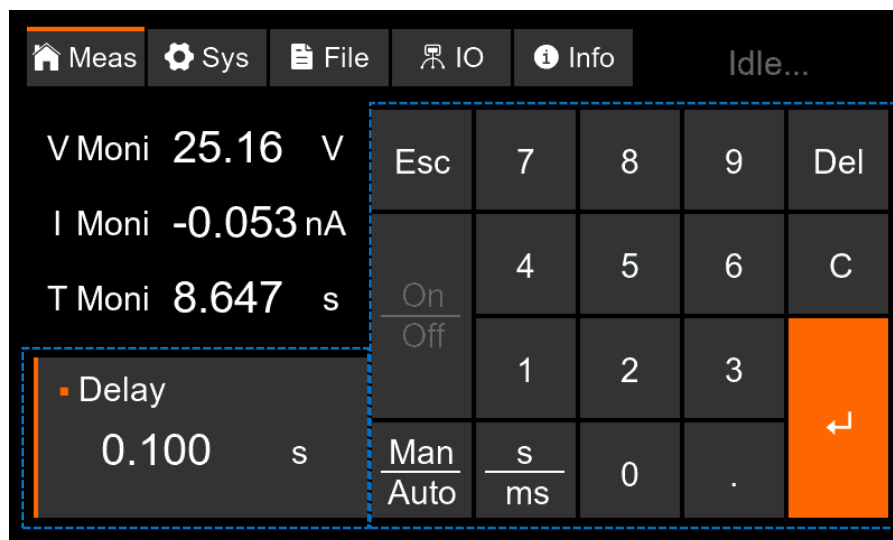 Meas Sys File IO Info Idle...
V Moni 25.16 V
I Moni -0.053 nA
T Moni 8.647 s
Delay
0.100 s
Esc 7 8 9 Del
On
Off
4 5 6 C
1 2 3
Man
Auto
s
ms
0 .